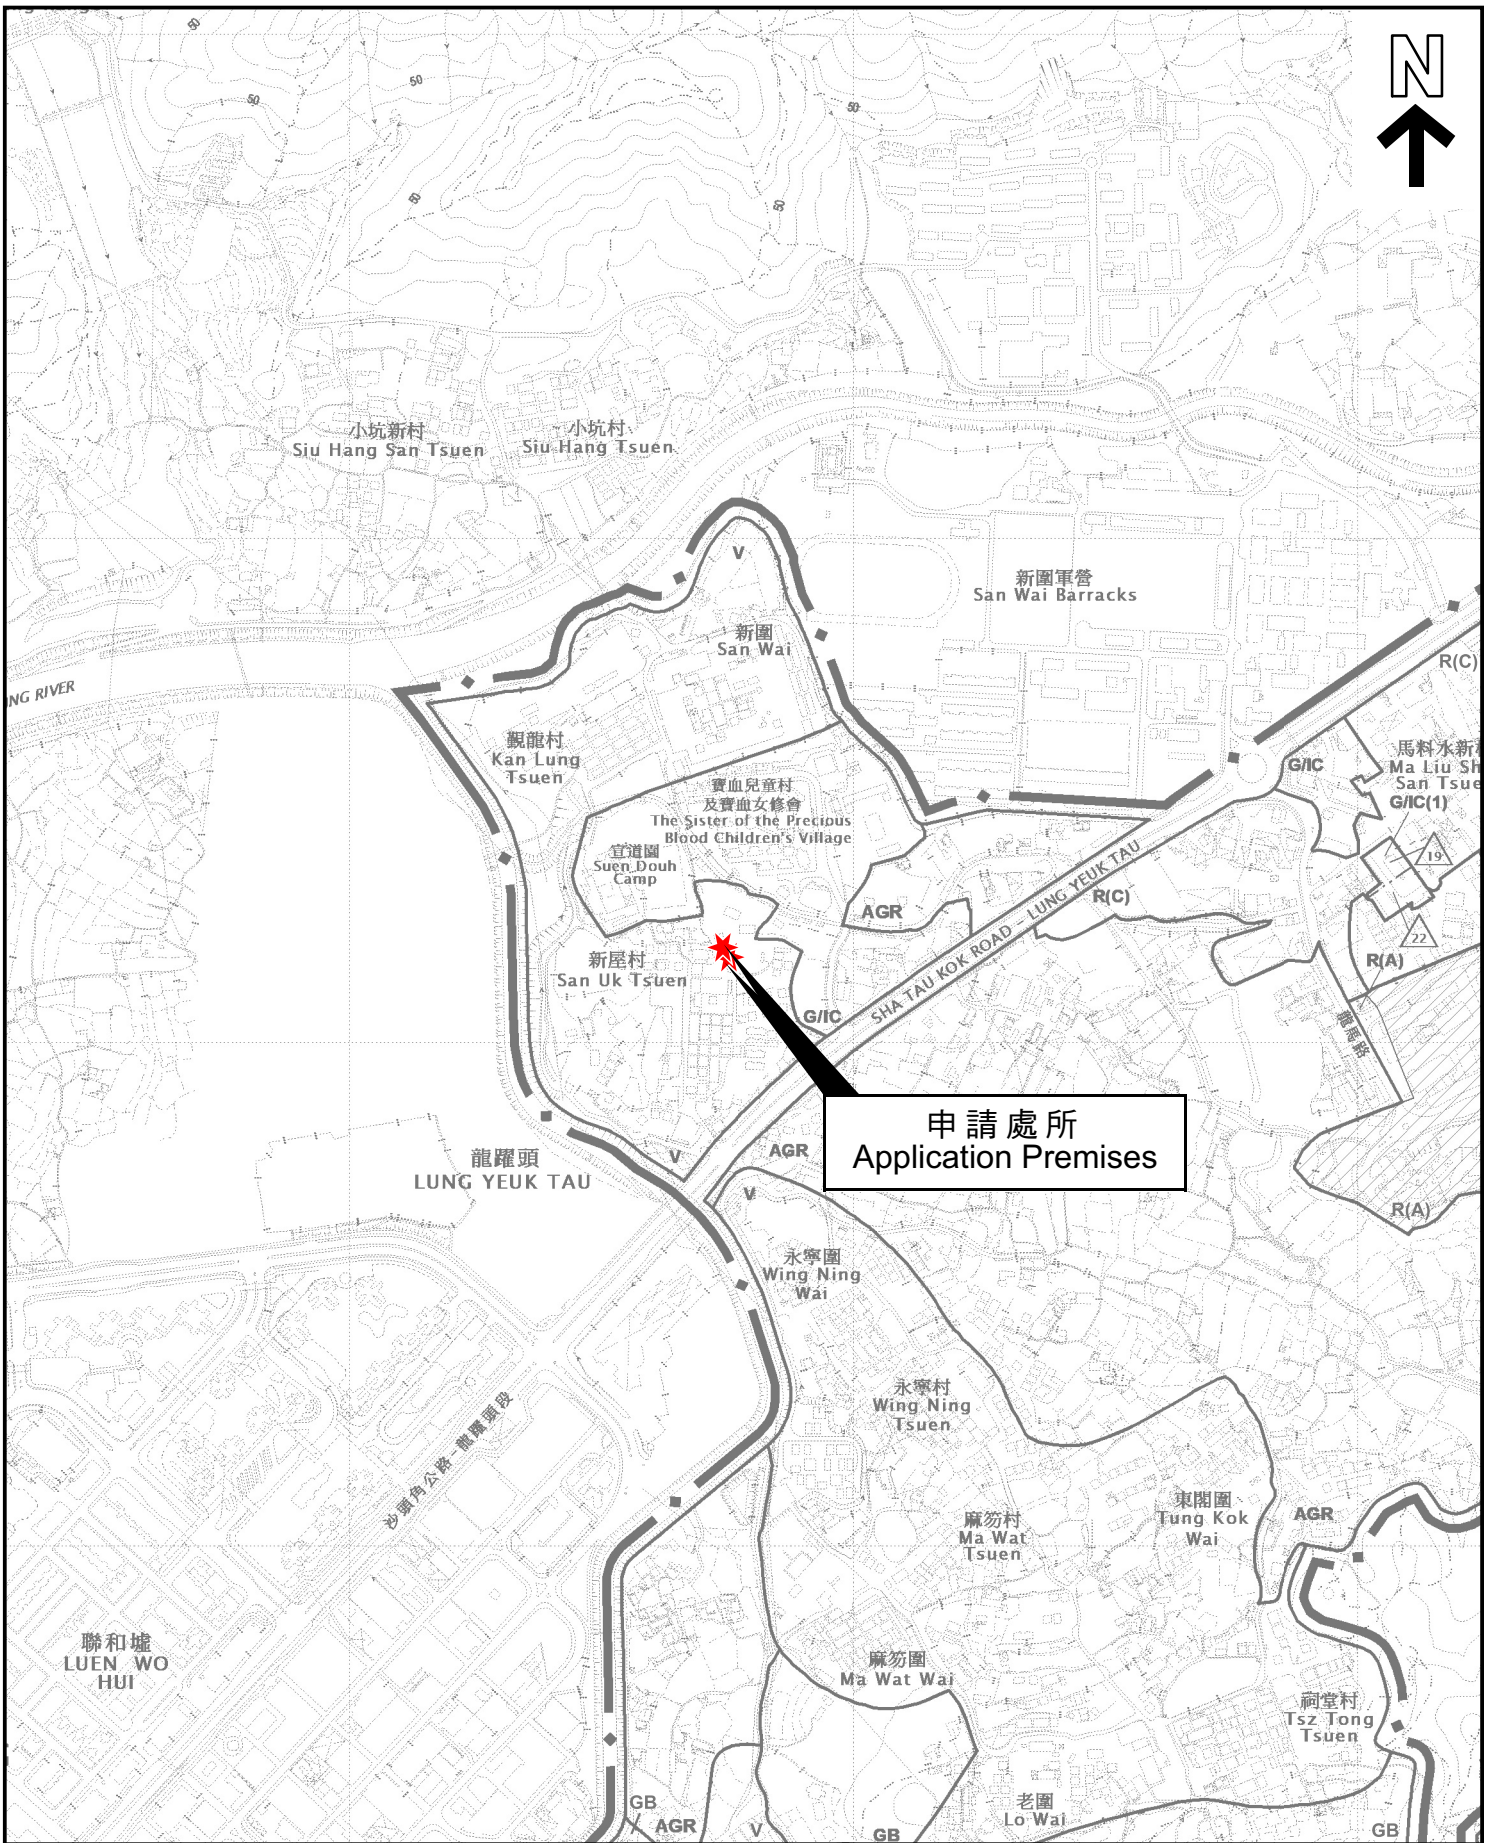 N
50
50
50
50
50
50
小坑新村
Siu Hang San Tsuen
小坑村
Siu Hang Tsuen
V
新圍軍營
San Wai Barracks
新圍
San Wai
R(C)
NG RIVER
覲龍村
Kan Lung
Tsuen
寶血兒童村
及寶血女修會
The Sister of the Precious
Blood Children's Village
G/IC
馬料水新
Ma Liu Sh
San Tsue
G/IC(1)
19
宣道園
Suen Douh
Camp
AGR
R(C)
22
R(A)
SHA TAU KOK ROAD - LUNG YEUK TAU
新屋村
San Uk Tsuen
G/IC
龍馬路
申請處所
Application Premises
龍躍頭
LUNG YEUK TAU
V
AGR
V
R(A)
永寧圍
Wing Ning
Wai
永寧村
Wing Ning
Tsuen
沙頭角公路-龍躍頭段
麻笏村
Ma Wat
Tsuen
東閣圍
Tung Kok
Wai
AGR
聯和墟
LUEN WO
HUI
麻笏圍
Ma Wat Wai
祠堂村
Tsz Tong
Tsuen
老圍
Lo Wai
GB
AGR
V
GB
GB